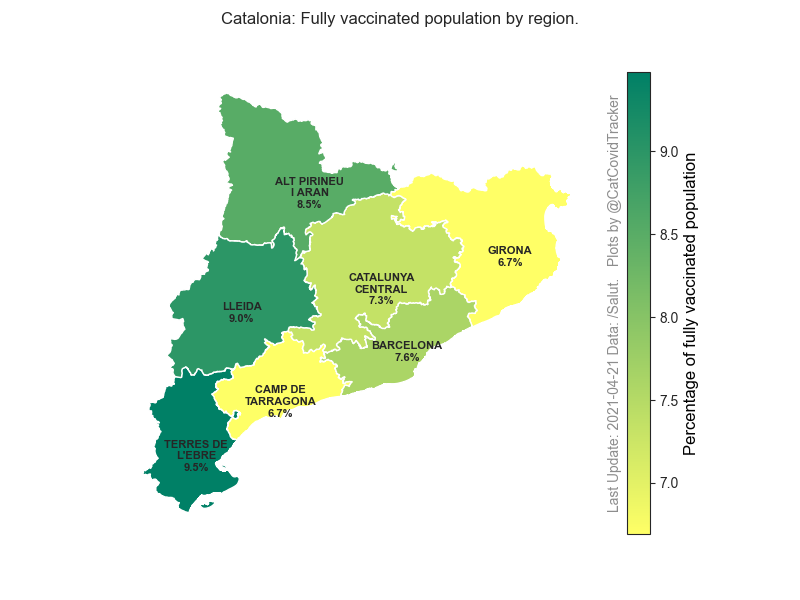 Catalonia: Fully vaccinated population by region.
ALT PIRINEU
I ARAN
8.5%
GIRONA
6.7%
CATALUNYA
CENTRAL
7.3%
LLEIDA
9.0%
BARCELONA
7.6%
CAMP DE
TARRAGONA
6.7%
TERRES DE
L'EBRE
9.5%
Last Update: 2021-04-21 Data: /Salut. Plots by @CatCovidTracker
9.0
8.5
8.0
7.5
7.0
Percentage of fully vaccinated population